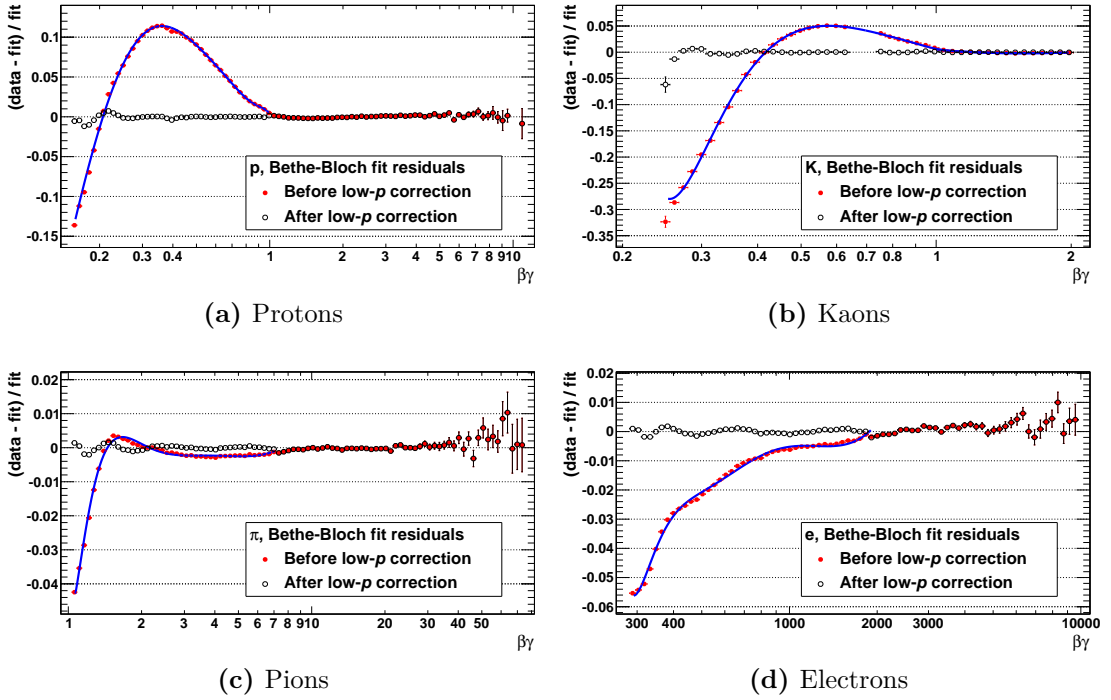 (data - fit) / fit
0.1
0.05
0
-0.05
-0.1
-0.15
p, Bethe-Bloch fit residuals
Before low-p correction
After low-p correction
0.2 0.3 0.4 1 2 3 4 5 6 7 8 910
βγ
(a) Protons
(data - fit) / fit
0.05
0
-0.05
-0.1
-0.15
-0.2
-0.25
-0.3
-0.35
K, Bethe-Bloch fit residuals
Before low-p correction
After low-p correction
0.2 0.3 0.4 0.5 0.6 0.7 0.8 1 2
βγ
(b) Kaons
(data - fit) / fit
0.02
0.01
0
-0.01
-0.02
-0.03
-0.04
π, Bethe-Bloch fit residuals
Before low-p correction
After low-p correction
1 2 3 4 5 6 7 8 910 20 30 40 50
βγ
(c) Pions
(data - fit) / fit
0.02
0.01
0
-0.01
-0.02
-0.03
-0.04
-0.05
-0.06
e, Bethe-Bloch fit residuals
Before low-p correction
After low-p correction
300 400 1000 2000 3000 10000
βγ
(d) Electrons